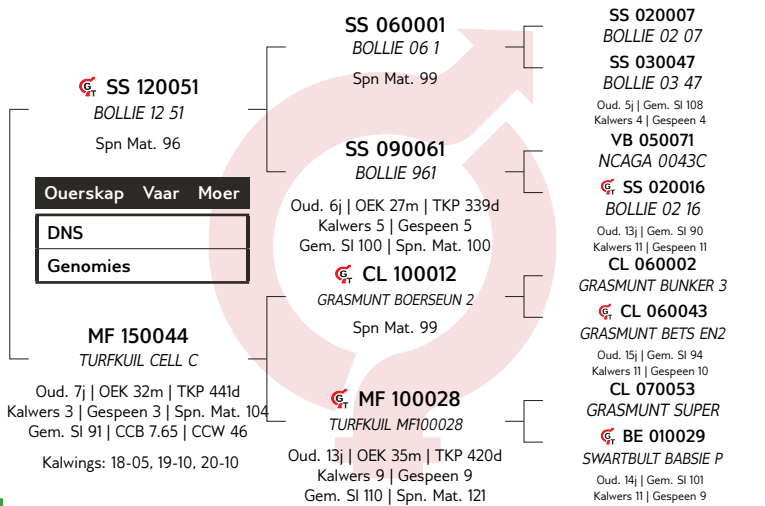 GT SS 120051
BOLLIE 12 51
Spn Mat. 96
Ouerskap Vaar Moer
DNS
Genomies
MF 150044
TURFKUIL CELL C
Oud. 7j | OEK 32m | TKP 441d
Kalwers 3 | Gespeen 3 | Spn. Mat. 104
Gem. SI 91 | CCB 7.65 | CCW 46
Kalwings: 18-05, 19-10, 20-10
SS 060001
BOLLIE 06 1
Spn Mat. 99
SS 090061
BOLLIE 961
Oud. 6j | OEK 27m | TKP 339d
Kalwers 5 | Gespeen 5
Gem. SI 100 | Spn. Mat. 100
GT CL 100012
GRASMUNT BOERSEUN 2
Spn Mat. 99
GT MF 100028
TURFKUIL MF100028
Oud. 13j | OEK 35m | TKP 420d
Kalwers 9 | Gespeen 9
Gem. SI 110 | Spn. Mat. 121
SS 020007
BOLLIE 02 07
SS 030047
BOLLIE 03 47
Oud. 5j | Gem. SI 108
Kalwers 4 | Gespeen 4
VB 050071
NCAGA 0043C
GT SS 020016
BOLLIE 02 16
Oud. 13j | Gem. SI 90
Kalwers 11 | Gespeen 11
CL 060002
GRASMUNT BUNKER 3
GT CL 060043
GRASMUNT BETS EN2
Oud. 15j | Gem. SI 94
Kalwers 11 | Gespeen 10
CL 070053
GRASMUNT SUPER
GT BE 010029
SWARTBULT BABSIE P
Oud. 14j | Gem. SI 101
Kalwers 11 | Gespeen 9